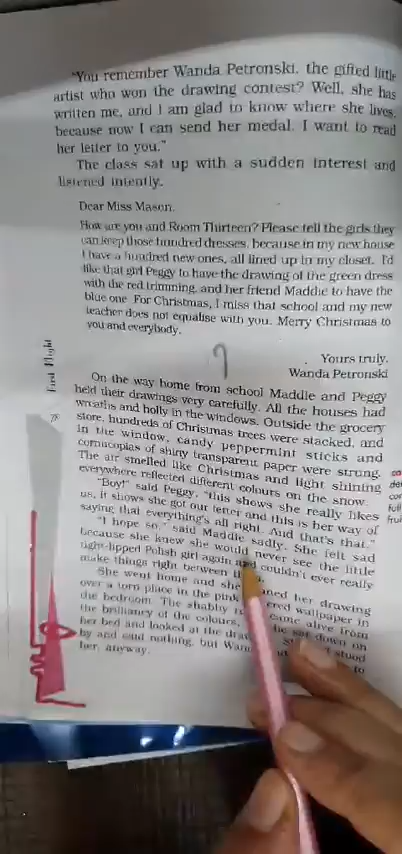 "You remember Wanda Petronski, the gifted little
artist who won the drawing contest? Well, she has
written me, and I am glad to know where she lives,
because now I can send her medal. I want to read
her letter to you."
The class sat up with a sudden interest and
listened intently.
Dear Miss Mason,
How are you and Room Thirteen? Please tell the girls they
can keep those hundred dresses, because in my new house
I have a hundred new ones, all lined up in my closet. I'd
like that girl Peggy to have the drawing of the green dress
with the red trimming, and her friend Maddie to have the
blue one. For Christmas, I miss that school and my new
teacher does not equalise with you. Merry Christmas to
you and everybody.
Yours truly,
Wanda Petronski
First Flight
On the way home from school Maddie and Peggy
held their drawings very carefully. All the houses had
wreaths and holly in the windows. Outside the grocery
store, hundreds of Christmas trees were stacked, and
in the window, candy peppermint sticks and
cornucopias of shiny transparent paper were strung.
The air smelled like Christmas and light shining
everywhere reflected different colours on the snow.
"Boy!" said Peggy, "this shows she really likes
us, it shows she got our letter and this is her way of
saying that everything's all right. And that's that."
"I hope so," said Maddie sadly. She felt sad
because she knew she would never see the little
tight-lipped Polish girl again and couldn't ever really
make things right between
She went home and she her drawing
over a torn place in the pink wallpaper in
the bedroom. The shabby came alive from
the brilliancy of the colours. sat down on
her bed and looked at the stood
by and said nothing, but to
her, anyway.